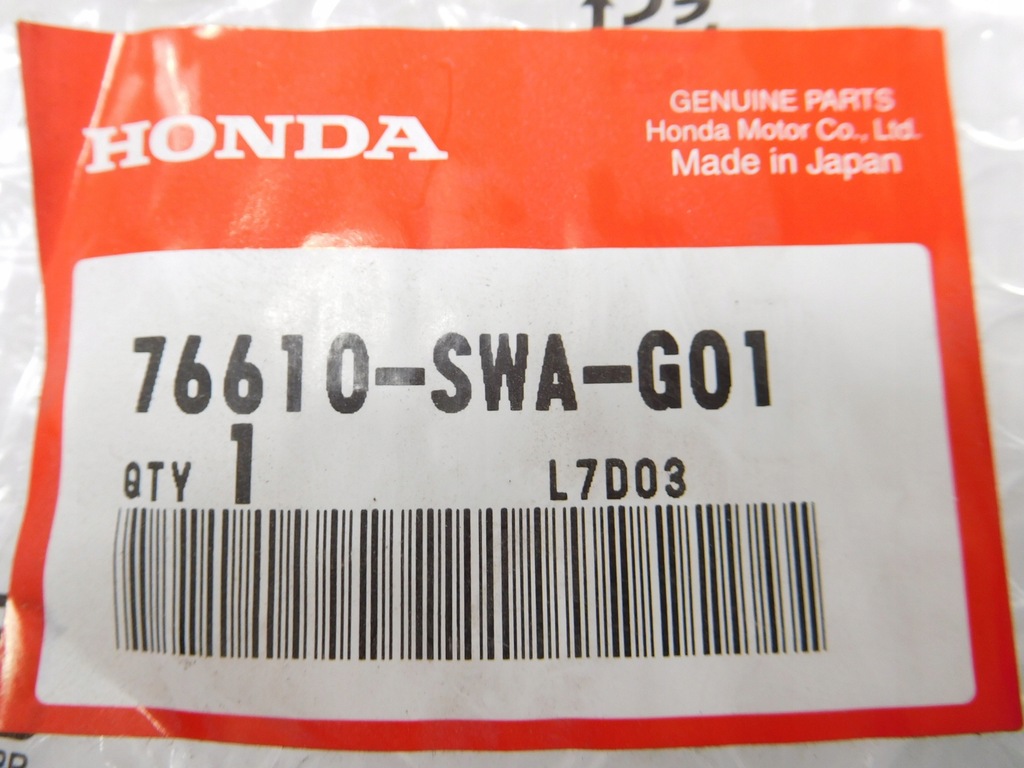 HONDA
GENUINE PARTS
Honda Motor Co., Ltd.
Made in Japan
76610-SWA-G01
QTY 1 L7D03